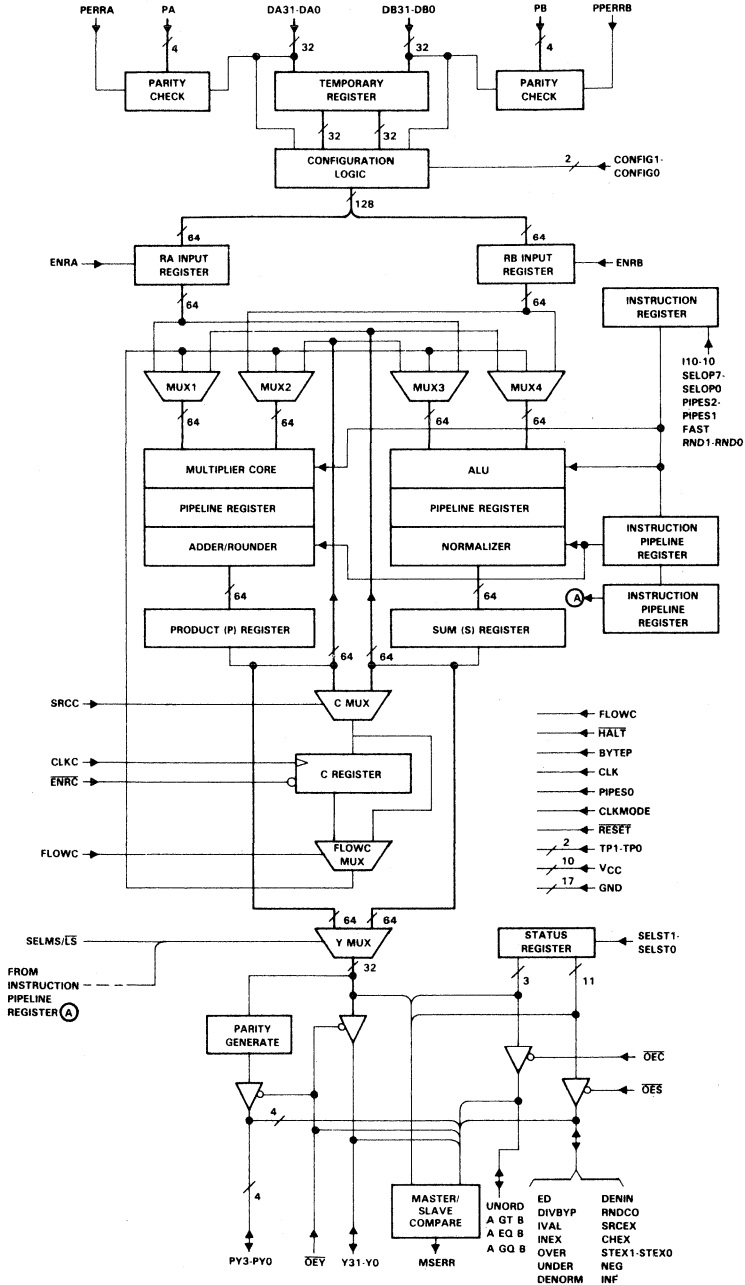 PERRA PA DA31-DA0 DB31-DB0 PB PPERRB
4 32 32 4
PARITY
CHECK
TEMPORARY
REGISTER
PARITY
CHECK
32 32
CONFIGURATION
LOGIC
2
CONFIG1-
CONFIG0
128
64 64
ENRA
RA INPUT
REGISTER
RB INPUT
REGISTER
ENRB
64 64
INSTRUCTION
REGISTER
I10-10
SELOP7-
SELOP0
PIPES2-
PIPES1
FAST
RND1-RND0
MUX1 MUX2 MUX3 MUX4
64 64 64 64
MULTIPLIER CORE
PIPELINE REGISTER
ADDER/ROUNDER
ALU
PIPELINE REGISTER
NORMALIZER
INSTRUCTION
PIPELINE
REGISTER
64 64
A
INSTRUCTION
PIPELINE
REGISTER
PRODUCT (P) REGISTER
SUM (S) REGISTER
64 64
SRCC
C MUX
CLKC
ENRC
C REGISTER
FLOWC
FLOWC
MUX
FLOWC
HALT
BYTEP
CLK
PIPES0
CLKMODE
RESET
2 TP1-TP0
10 VCC
17 GND
64 64
SELMS/LS
Y MUX
32
FROM
INSTRUCTION
PIPELINE
REGISTER A
STATUS
REGISTER
SELST1-
SELST0
3 11
PARITY
GENERATE
OEC
OES
4
4
MASTER/
SLAVE
COMPARE
PY3-PY0 OEY Y31-Y0 MSERR
UNORD
A GT B
A EQ B
A GQ B
ED
DIVBYP
IVAL
INEX
OVER
UNDER
DENORM
DENIN
RNDCO
SRCEX
CHEX
STEX1-STEX0
NEG
INF